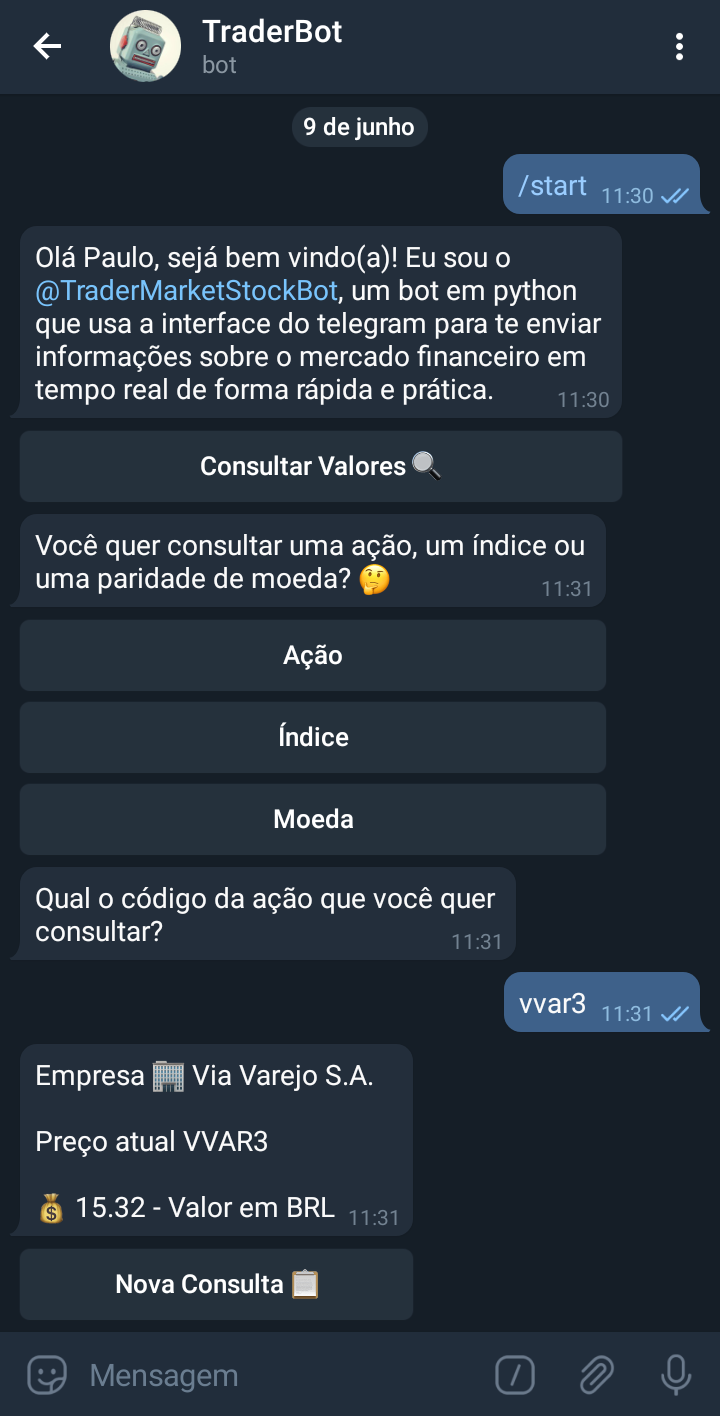 TraderBot
bot
9 de junho
/start 11:30
Olá Paulo, sejá bem vindo(a)! Eu sou o
@TraderMarketStockBot, um bot em python
que usa a interface do telegram para te enviar
informações sobre o mercado financeiro em
tempo real de forma rápida e prática. 11:30
Consultar Valores
Você quer consultar uma ação, um índice ou
uma paridade de moeda? 🤔 11:31
Ação
Índice
Moeda
Qual o código da ação que você quer
consultar? 11:31
vvar3 11:31
Empresa 🏢 Via Varejo S.A.
Preço atual VVAR3
💰 15.32 - Valor em BRL 11:31
Nova Consulta 📋
Mensagem